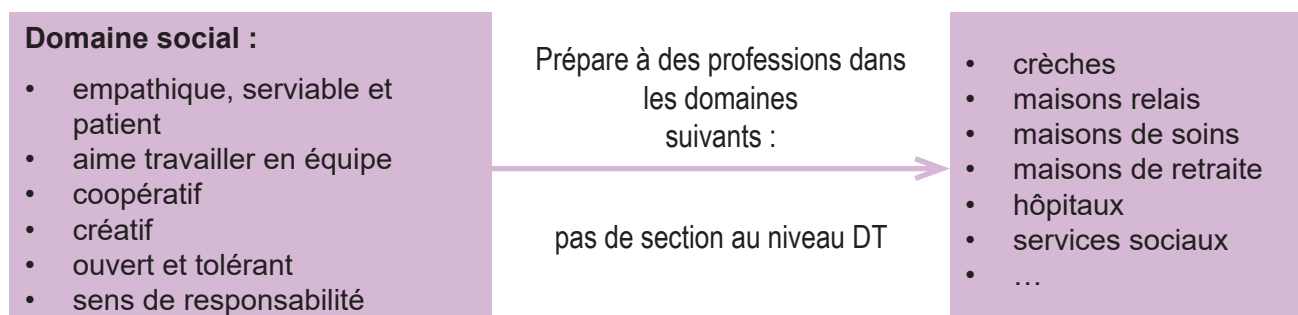 Domaine social :
• empathique, serviable et
patient
• aime travailler en équipe
• coopératif
• créatif
• ouvert et tolérant
• sens de responsabilité
Prépare à des professions dans
les domaines
suivants :
pas de section au niveau DT
• crèches
• maisons relais
• maisons de soins
• maisons de retraite
• hôpitaux
• services sociaux
• …